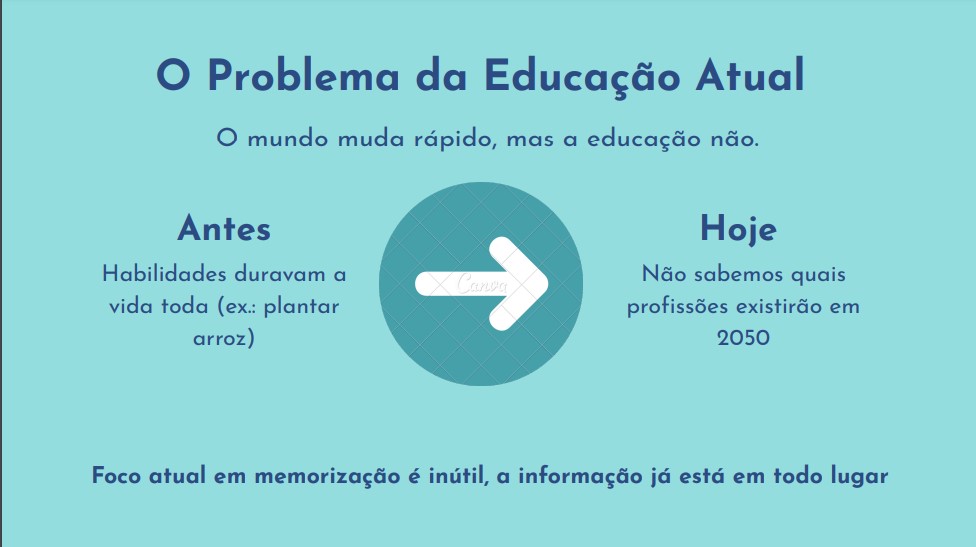 O Problema da Educação Atual
O mundo muda rápido, mas a educação não.
Antes
Habilidades duravam a
vida toda (ex.: plantar
arroz)
Canva
Hoje
Não sabemos quais
profissões existirão em
2050
Foco atual em memorização é inútil, a informação já está em todo lugar